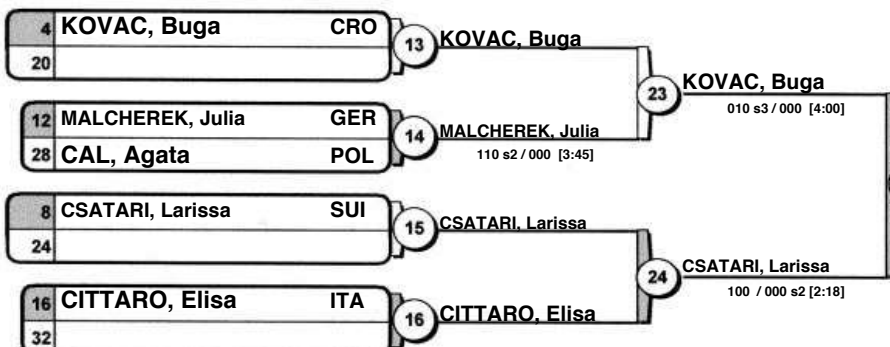 4 KOVAC, Buga CRO
20
13 KOVAC, Buga
12 MALCHEREK, Julia GER
28 CAL, Agata POL
14 MALCHEREK, Julia
110 s2 / 000 [3:45]
23 KOVAC, Buga
010 s3 / 000 [4:00]
8 CSATARI, Larissa SUI
24
15 CSATARI, Larissa
16 CITTARO, Elisa ITA
32
16 CITTARO, Elisa
24 CSATARI, Larissa
100 / 000 s2 [2:18]